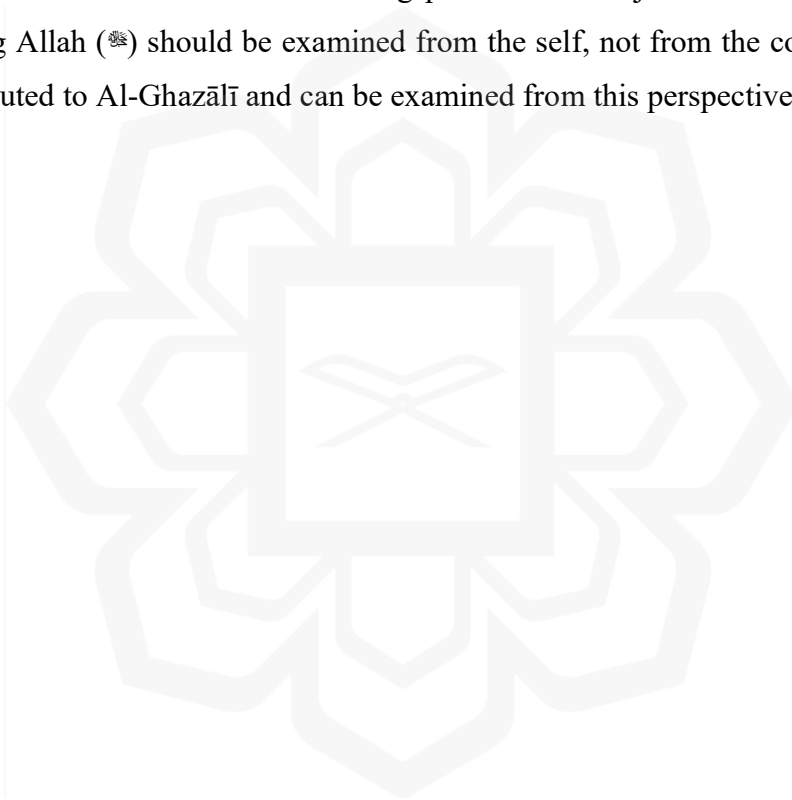 g Allah (ﷻ) should be examined from the self, not from the co
uted to Al-Ghazālī and can be examined from this perspective